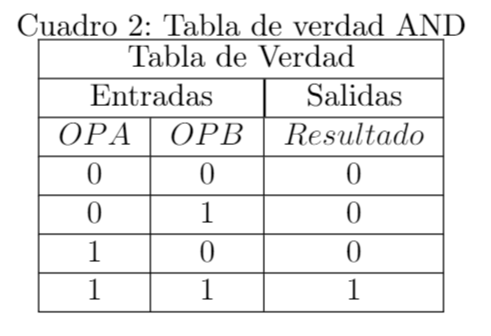 Cuadro 2: Tabla de verdad AND
Tabla de Verdad
Entradas Salidas
OPA OPB Resultado
0 0 0
0 1 0
1 0 0
1 1 1